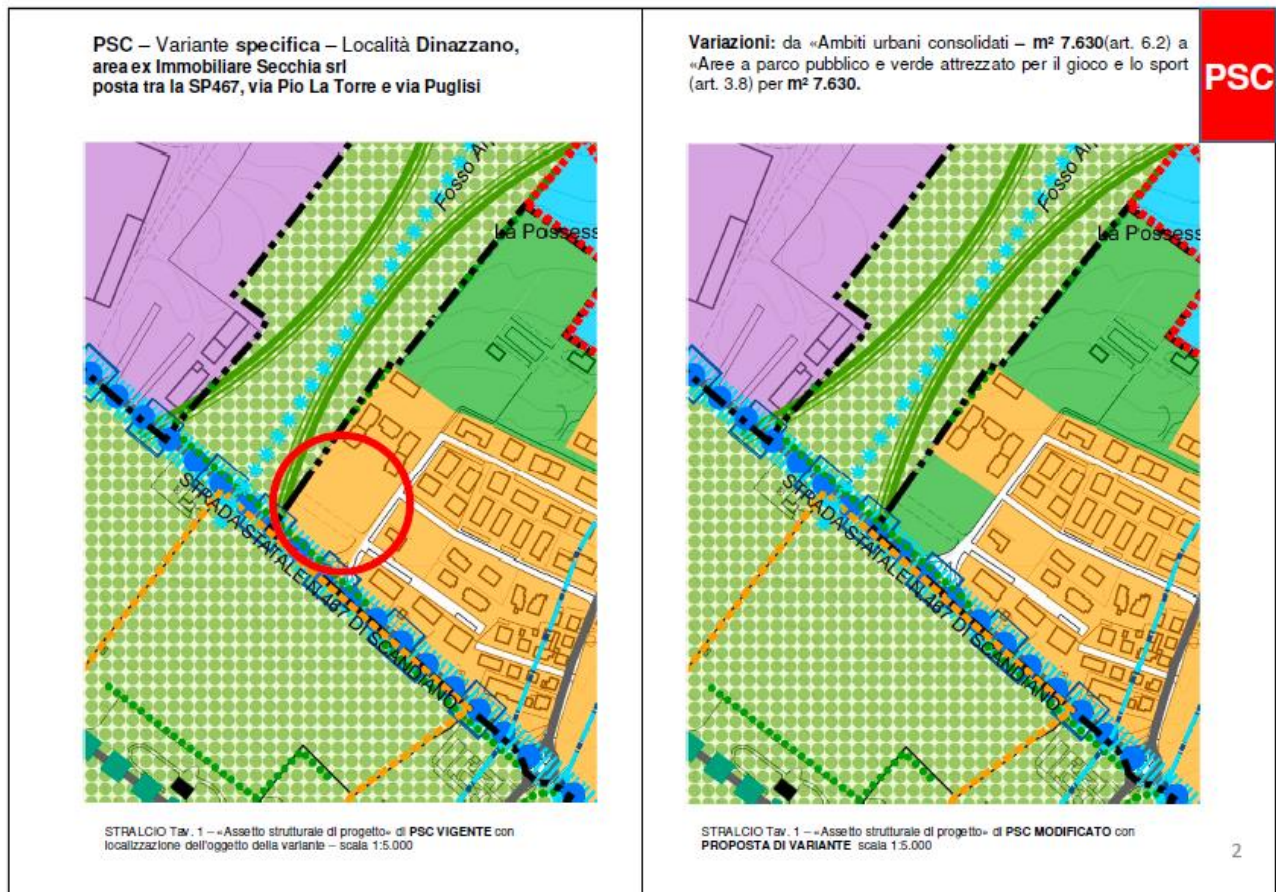 PSC – Variante specifica – Località Dinazzano,
area ex Immobiliare Secchia srl
posta tra la SP467, via Pio La Torre e via Puglisi
Fosso
La Possess
STRADA STATALE N.467 DI SCANDIANO
STRALCIO Tav. 1 – «Assetto strutturale di progetto» di PSC VIGENTE con
localizzazione dell'oggetto della variante – scala 1:5.000
Variazioni: da «Ambiti urbani consolidati – m² 7.630(art. 6.2) a
«Aree a parco pubblico e verde attrezzato per il gioco e lo sport
(art. 3.8) per m² 7.630.
PSC
Fosso
La Possess
STRADA STATALE N.467 DI SCANDIANO
STRALCIO Tav. 1 – «Assetto strutturale di progetto» di PSC MODIFICATO con
PROPOSTA DI VARIANTE scala 1:5.000
2